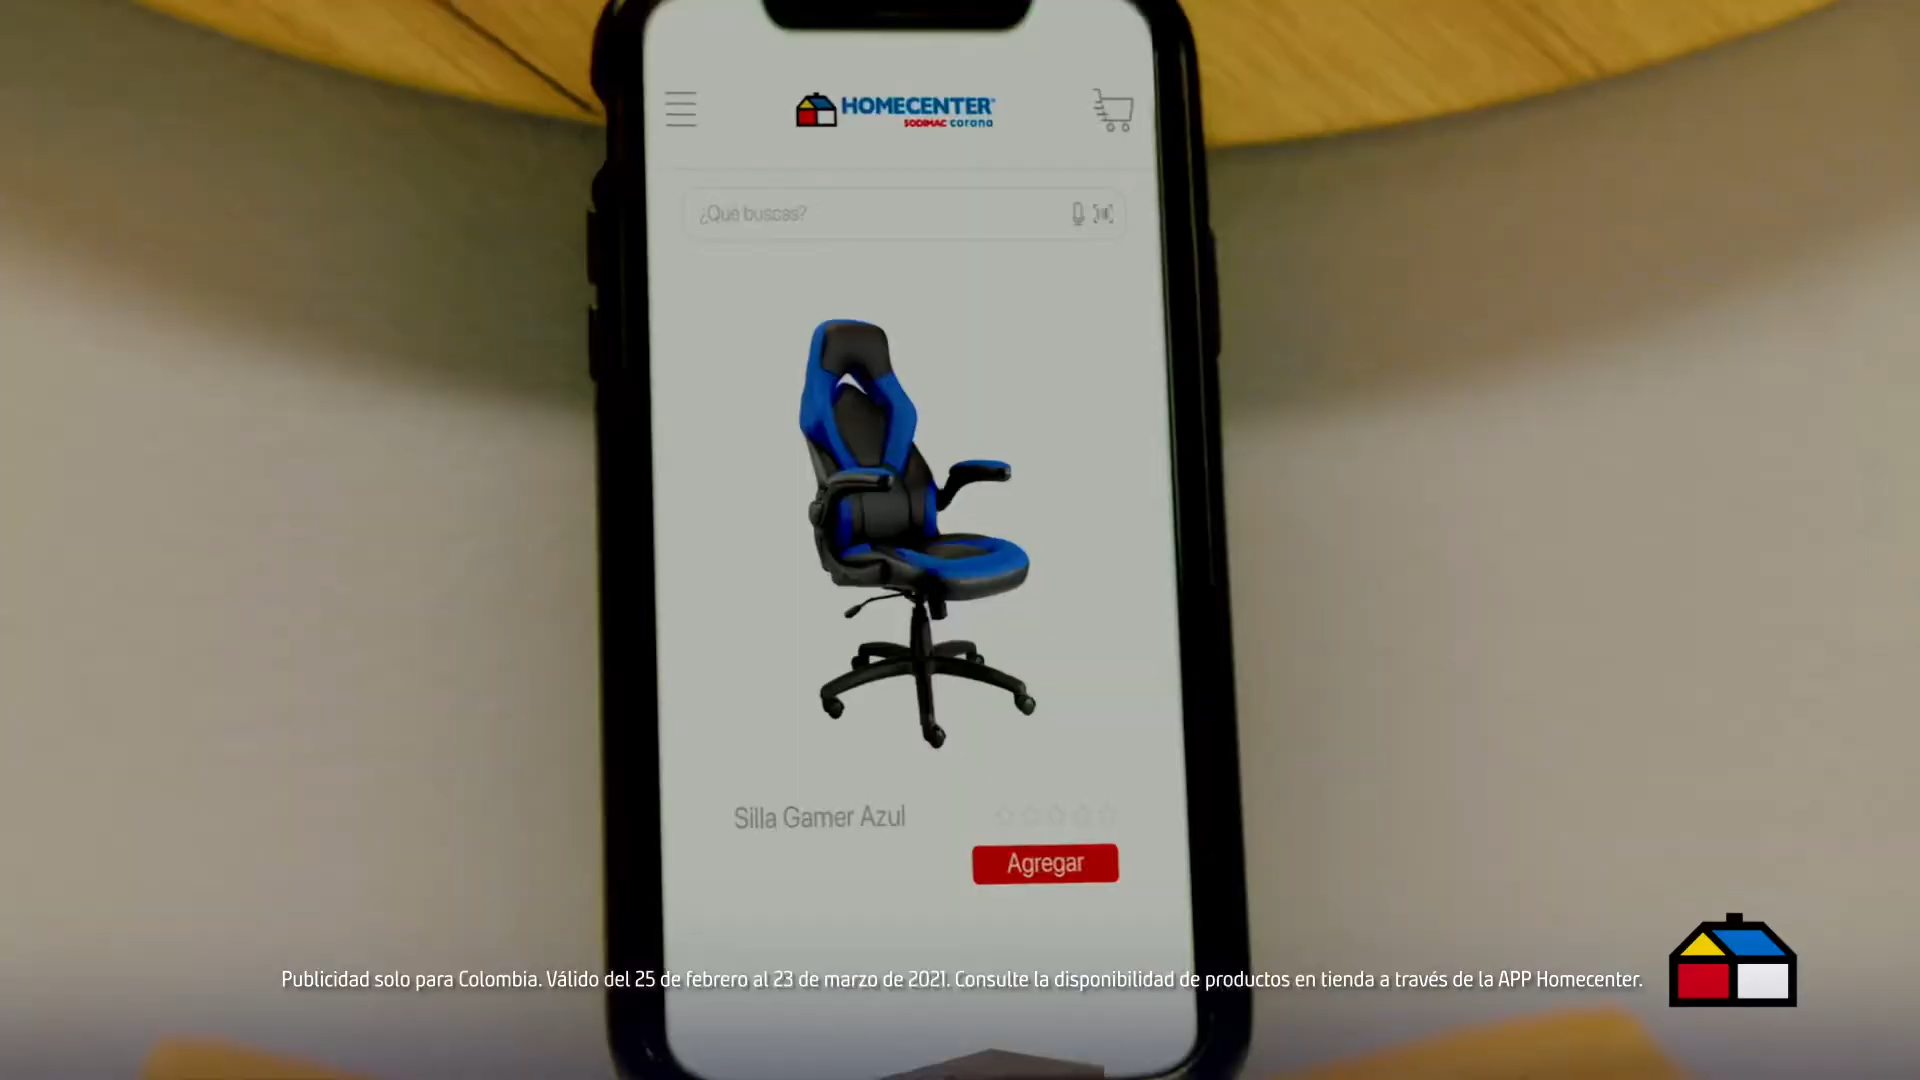 HOMECENTER
SODIMAC corona
¿Qué buscas?
Silla Gamer Azul
Agregar
Publicidad solo para Colombia. Válido del 25 de febrero al 23 de marzo de 2021. Consulte la disponibilidad de productos en tienda a través de la APP Homecenter.